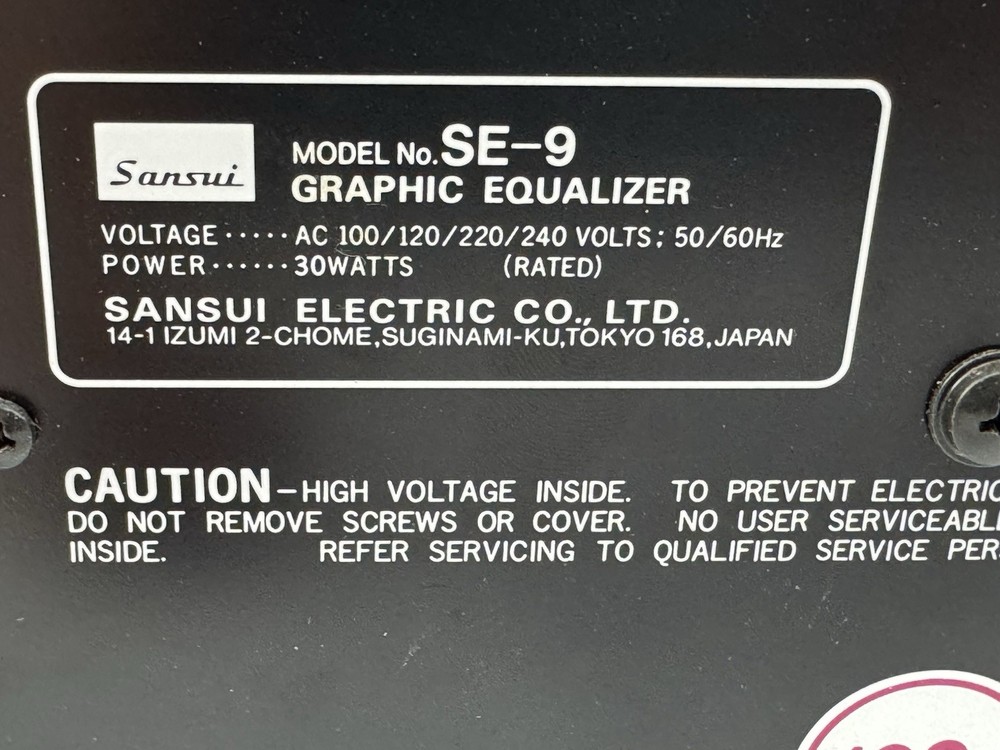 Sansui
MODEL No. SE-9
GRAPHIC EQUALIZER
VOLTAGE ····· AC 100/120/220/240 VOLTS; 50/60Hz
POWER ······ 30WATTS (RATED)
SANSUI ELECTRIC CO., LTD.
14-1 IZUMI 2-CHOME, SUGINAMI-KU, TOKYO 168, JAPAN
CAUTION – HIGH VOLTAGE INSIDE. TO PREVENT ELECTRIC
DO NOT REMOVE SCREWS OR COVER. NO USER
INSIDE. REFER SERVICING TO QUALIFIED SERVICE